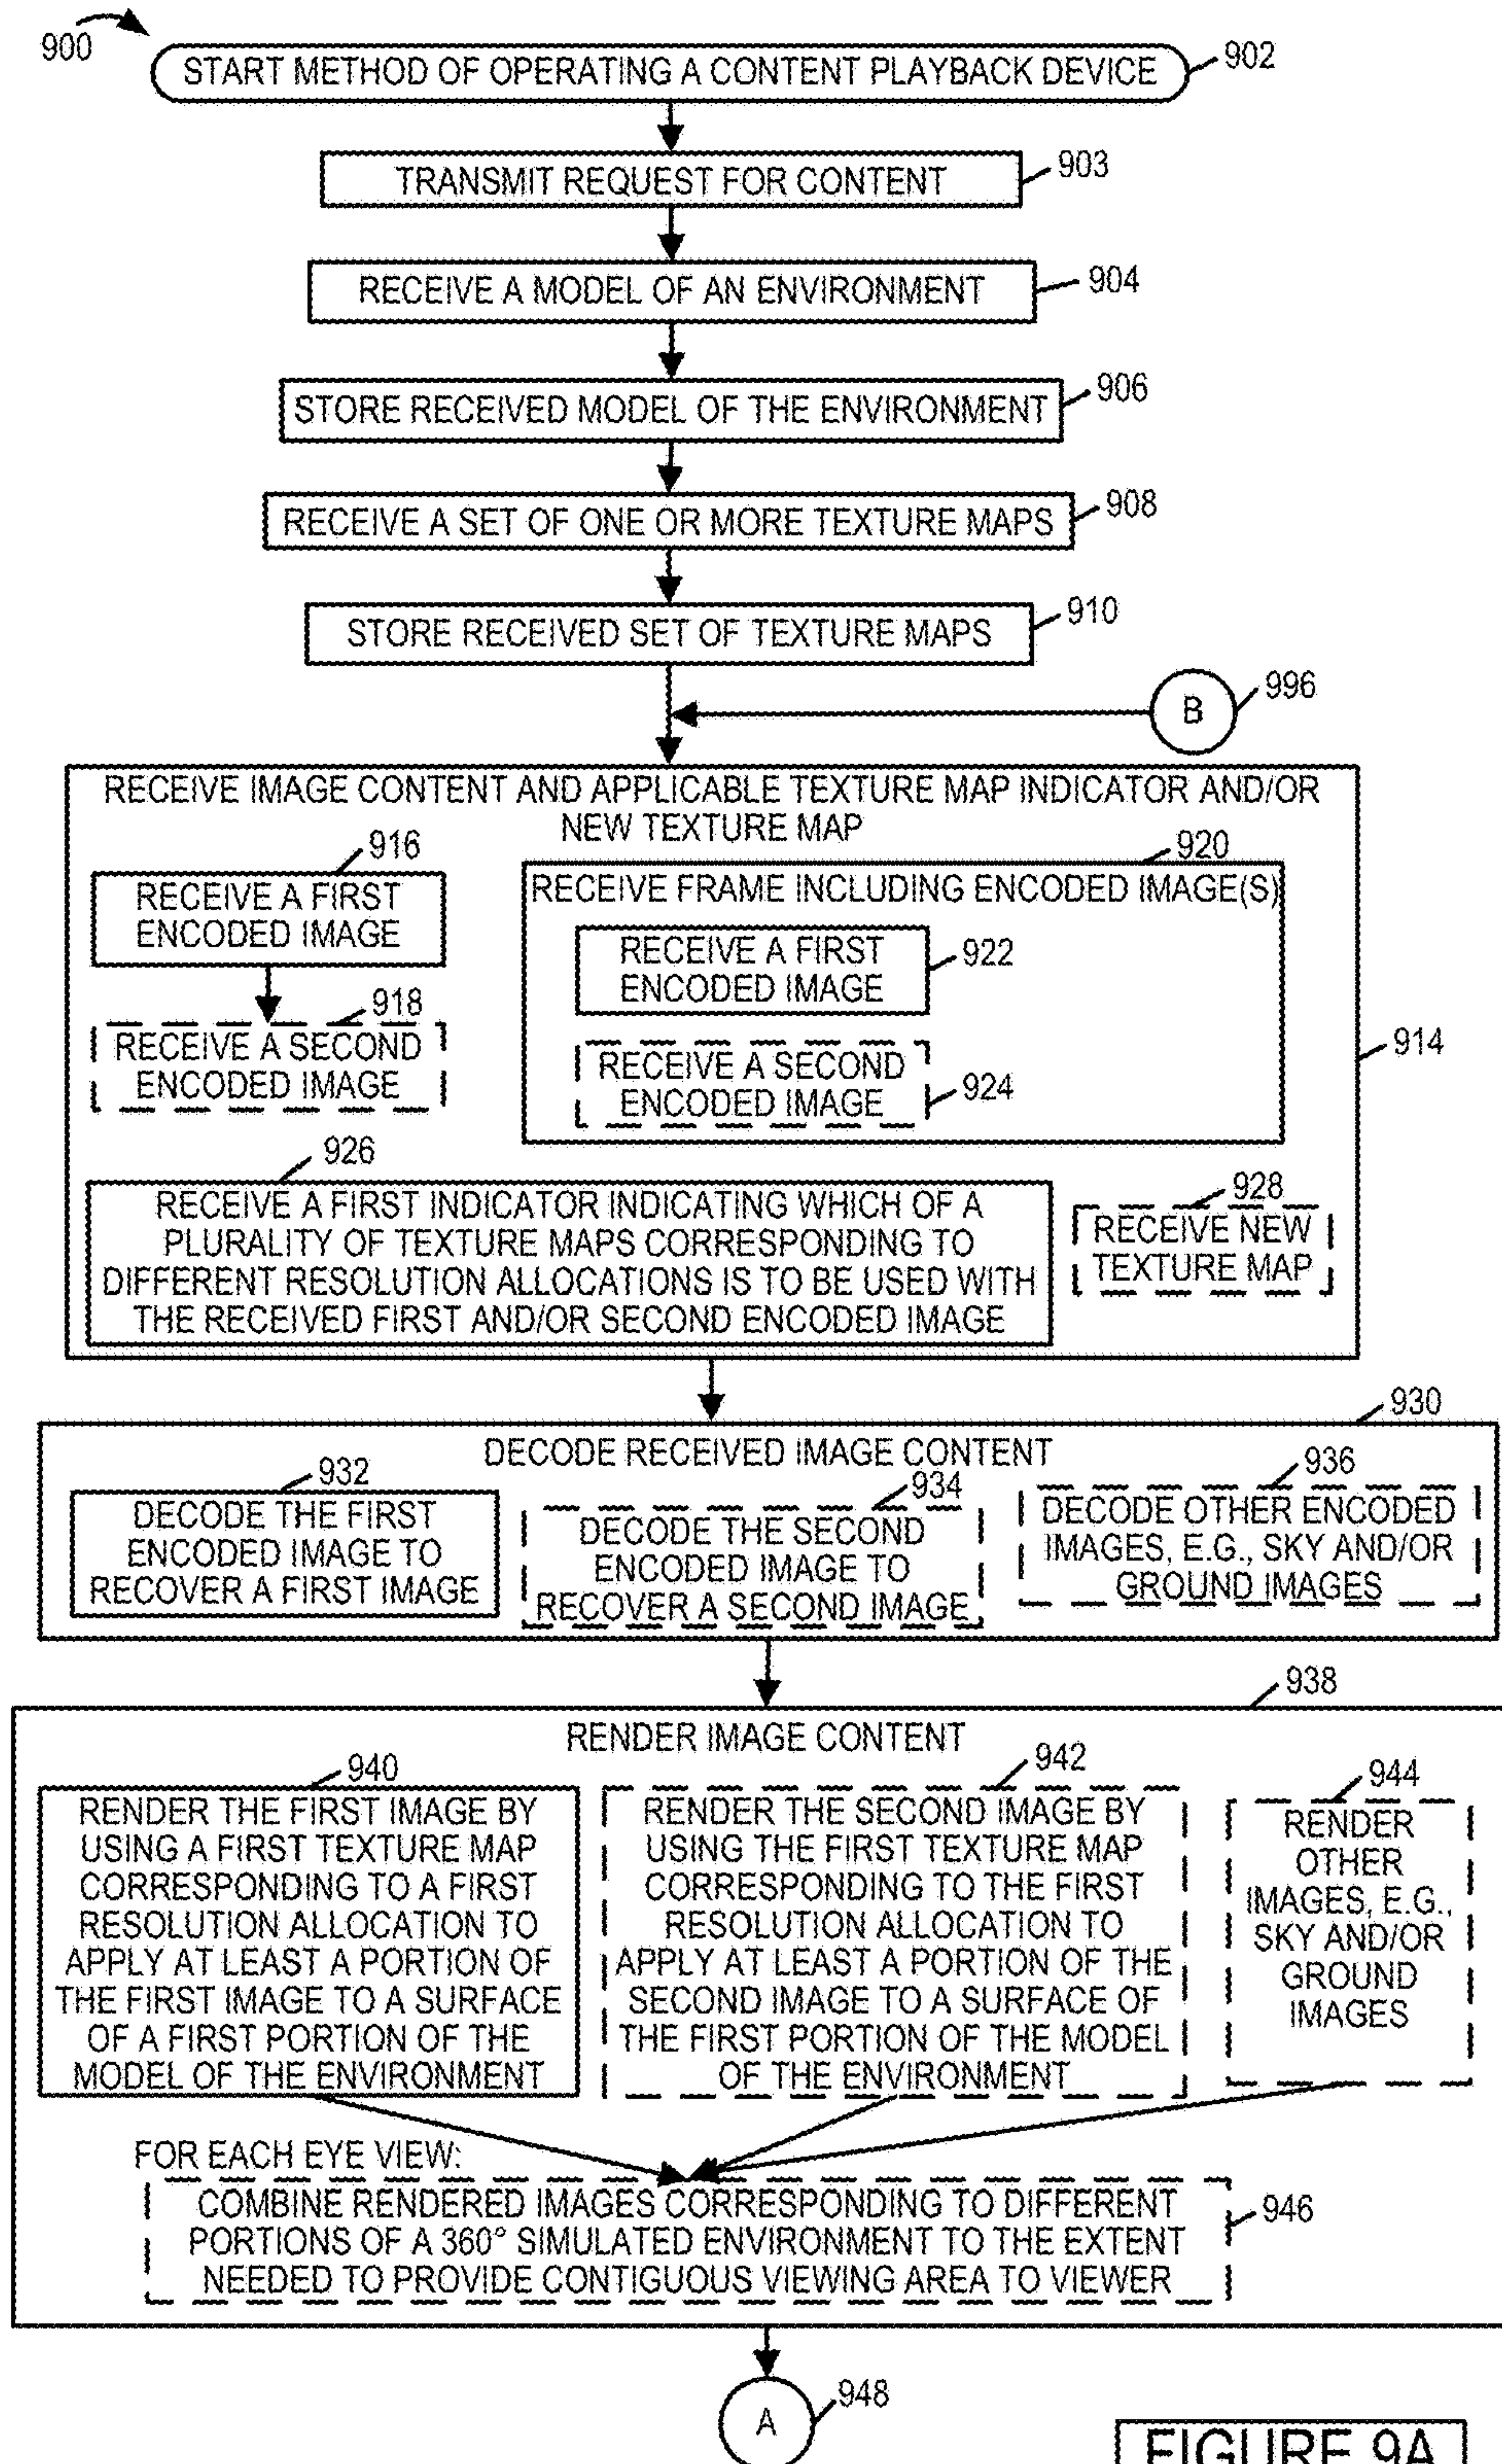 900
START METHOD OF OPERATING A CONTENT PLAYBACK DEVICE
902
TRANSMIT REQUEST FOR CONTENT
903
RECEIVE A MODEL OF AN ENVIRONMENT
904
STORE RECEIVED MODEL OF THE ENVIRONMENT
906
RECEIVE A SET OF ONE OR MORE TEXTURE MAPS
908
STORE RECEIVED SET OF TEXTURE MAPS
910
B
996
RECEIVE IMAGE CONTENT AND APPLICABLE TEXTURE MAP INDICATOR AND/OR
NEW TEXTURE MAP
914
916
RECEIVE A FIRST
ENCODED IMAGE
918
RECEIVE A SECOND
ENCODED IMAGE
920
RECEIVE FRAME INCLUDING ENCODED IMAGE(S)
RECEIVE A FIRST
ENCODED IMAGE
922
RECEIVE A SECOND
ENCODED IMAGE
924
926
RECEIVE A FIRST INDICATOR INDICATING WHICH OF A
PLURALITY OF TEXTURE MAPS CORRESPONDING TO
DIFFERENT RESOLUTION ALLOCATIONS IS TO BE USED WITH
THE RECEIVED FIRST AND/OR SECOND ENCODED IMAGE
928
RECEIVE NEW
TEXTURE MAP
930
DECODE RECEIVED IMAGE CONTENT
932
DECODE THE FIRST
ENCODED IMAGE TO
RECOVER A FIRST IMAGE
934
DECODE THE SECOND
ENCODED IMAGE TO
RECOVER A SECOND IMAGE
936
DECODE OTHER ENCODED
IMAGES, E.G., SKY AND/OR
GROUND IMAGES
938
RENDER IMAGE CONTENT
940
RENDER THE FIRST IMAGE BY
USING A FIRST TEXTURE MAP
CORRESPONDING TO A FIRST
RESOLUTION ALLOCATION TO
APPLY AT LEAST A PORTION OF
THE FIRST IMAGE TO A SURFACE
OF A FIRST PORTION OF THE
MODEL OF THE ENVIRONMENT
942
RENDER THE SECOND IMAGE BY
USING THE FIRST TEXTURE MAP
CORRESPONDING TO THE FIRST
RESOLUTION ALLOCATION TO
APPLY AT LEAST A PORTION OF THE
SECOND IMAGE TO A SURFACE OF
THE FIRST PORTION OF THE MODEL
OF THE ENVIRONMENT
944
RENDER
OTHER
IMAGES, E.G.,
SKY AND/OR
GROUND
IMAGES
FOR EACH EYE VIEW:
COMBINE RENDERED IMAGES CORRESPONDING TO DIFFERENT
PORTIONS OF A 360° SIMULATED ENVIRONMENT TO THE EXTENT
NEEDED TO PROVIDE CONTIGUOUS VIEWING AREA TO VIEWER
946
A
948
FIGURE 9A